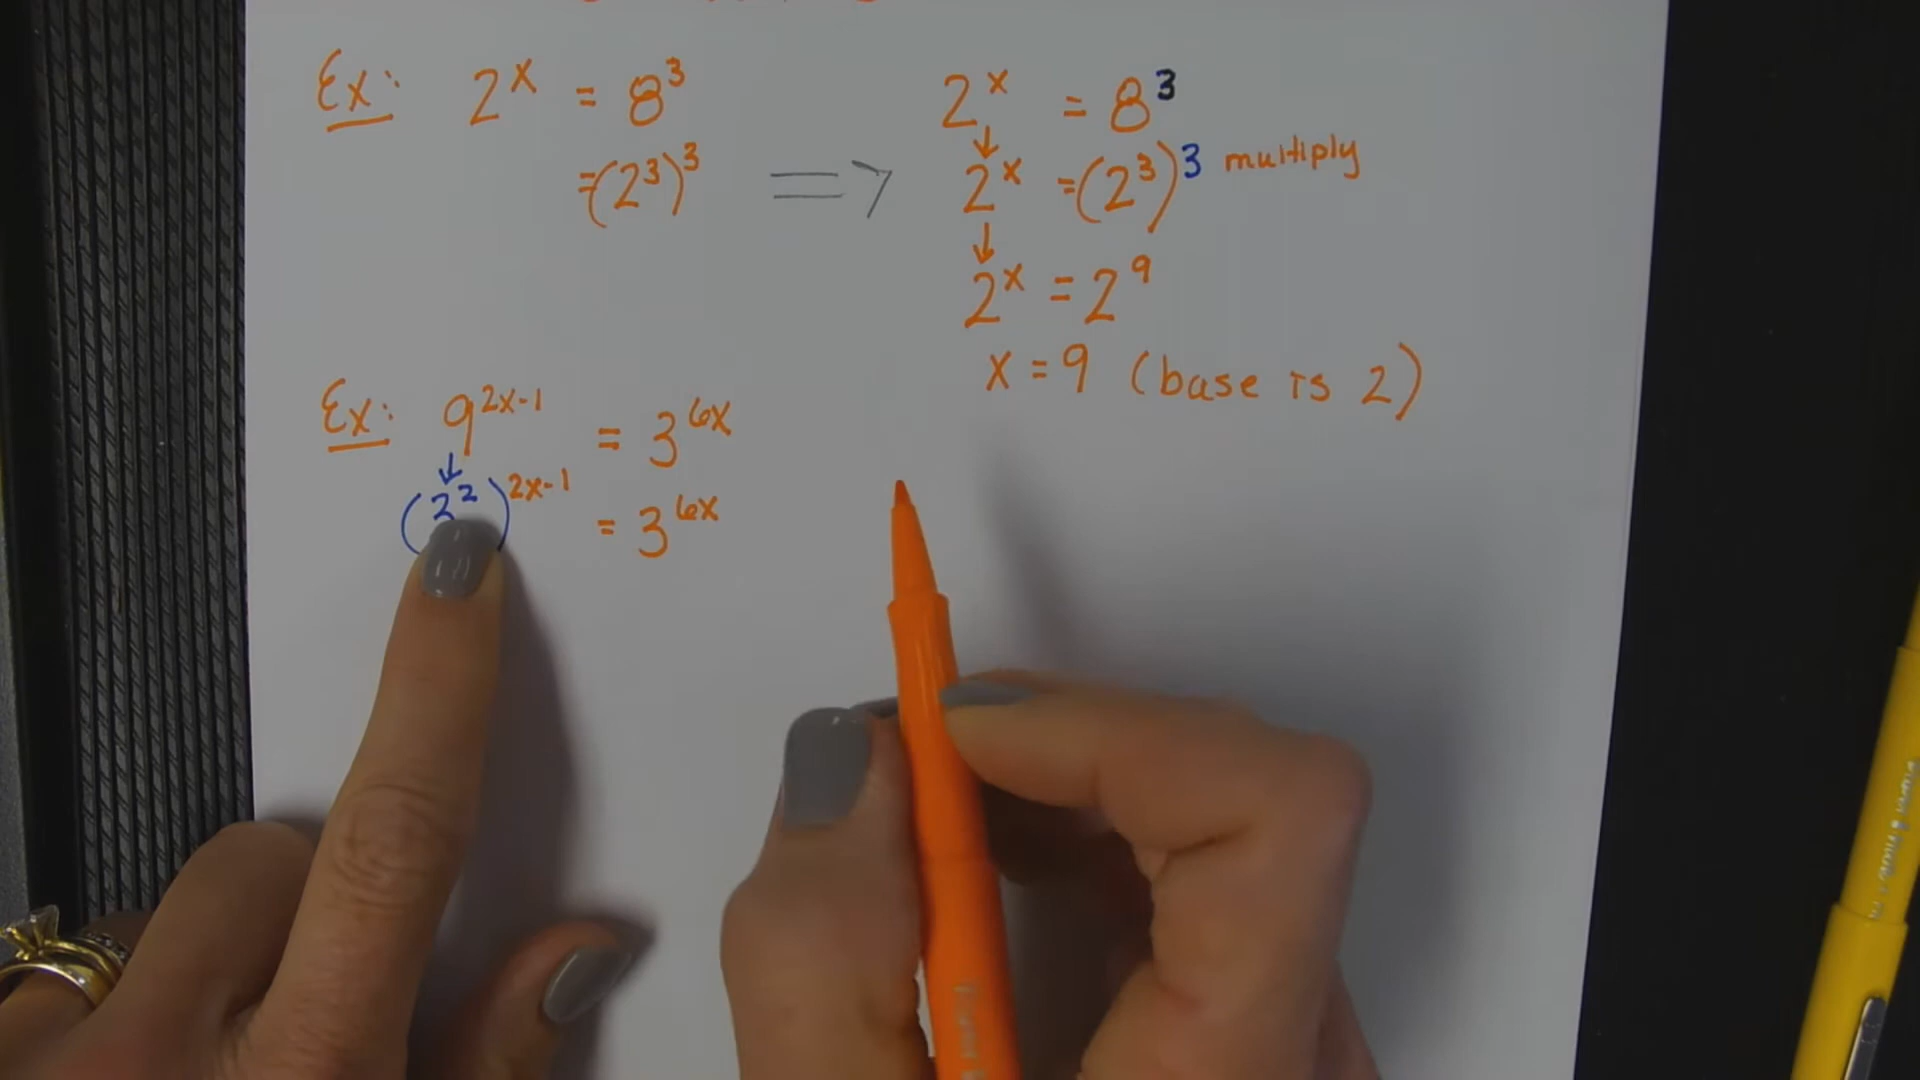 Ex: 2^x = 8^3
=(2^3)^3
⟹
2^x = 8^3
↓
2^x =(2^3)^3 multiply
↓
2^x = 2^9
x = 9 (base is 2)
Ex: 9^2x-1 = 3^6x
↓
(3^2)^2x-1 = 3^6x